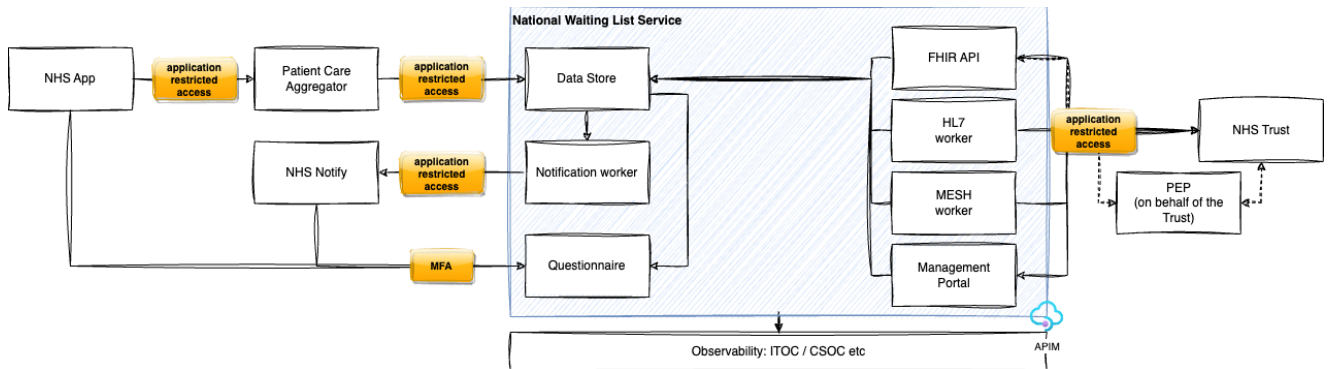 National Waiting List Service
NHS App
application
restricted
access
Patient Care
Aggregator
application
restricted
access
Data Store
FHIR API
HL7
worker
application
restricted
access
NHS Trust
NHS Notify
application
restricted
access
Notification worker
MESH
worker
PEP
(on behalf of the
Trust)
MFA
Questionnaire
Management
Portal
Observability: ITOC / CSOC etc
APIM